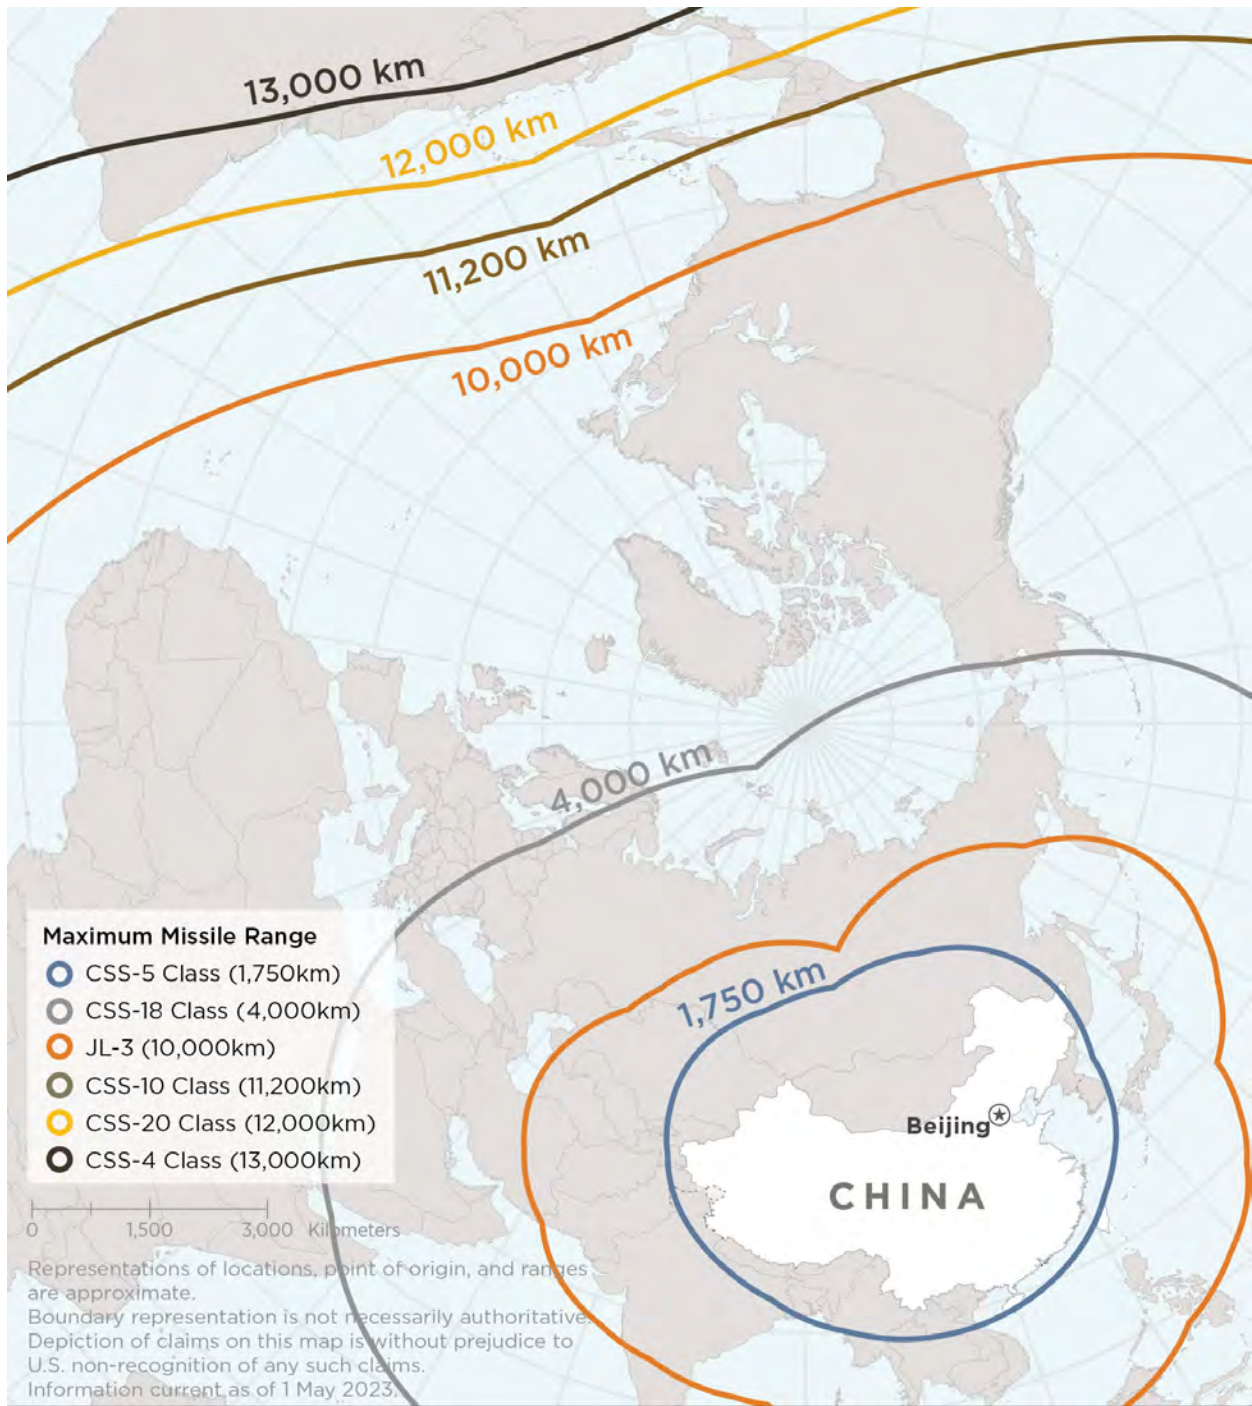 13,000 km
12,000 km
11,200 km
10,000 km
4,000 km
1,750 km
Beijing
CHINA
Maximum Missile Range
CSS-5 Class (1,750km)
CSS-18 Class (4,000km)
JL-3 (10,000km)
CSS-10 Class (11,200km)
CSS-20 Class (12,000km)
CSS-4 Class (13,000km)
0 1,500 3,000 Kilometers
Representations of locations, point of origin, and ranges
are approximate.
Boundary representation is not necessarily authoritative.
Depiction of claims on this map is without prejudice to
U.S. non-recognition of any such claims.
Information current as of 1 May 2023.